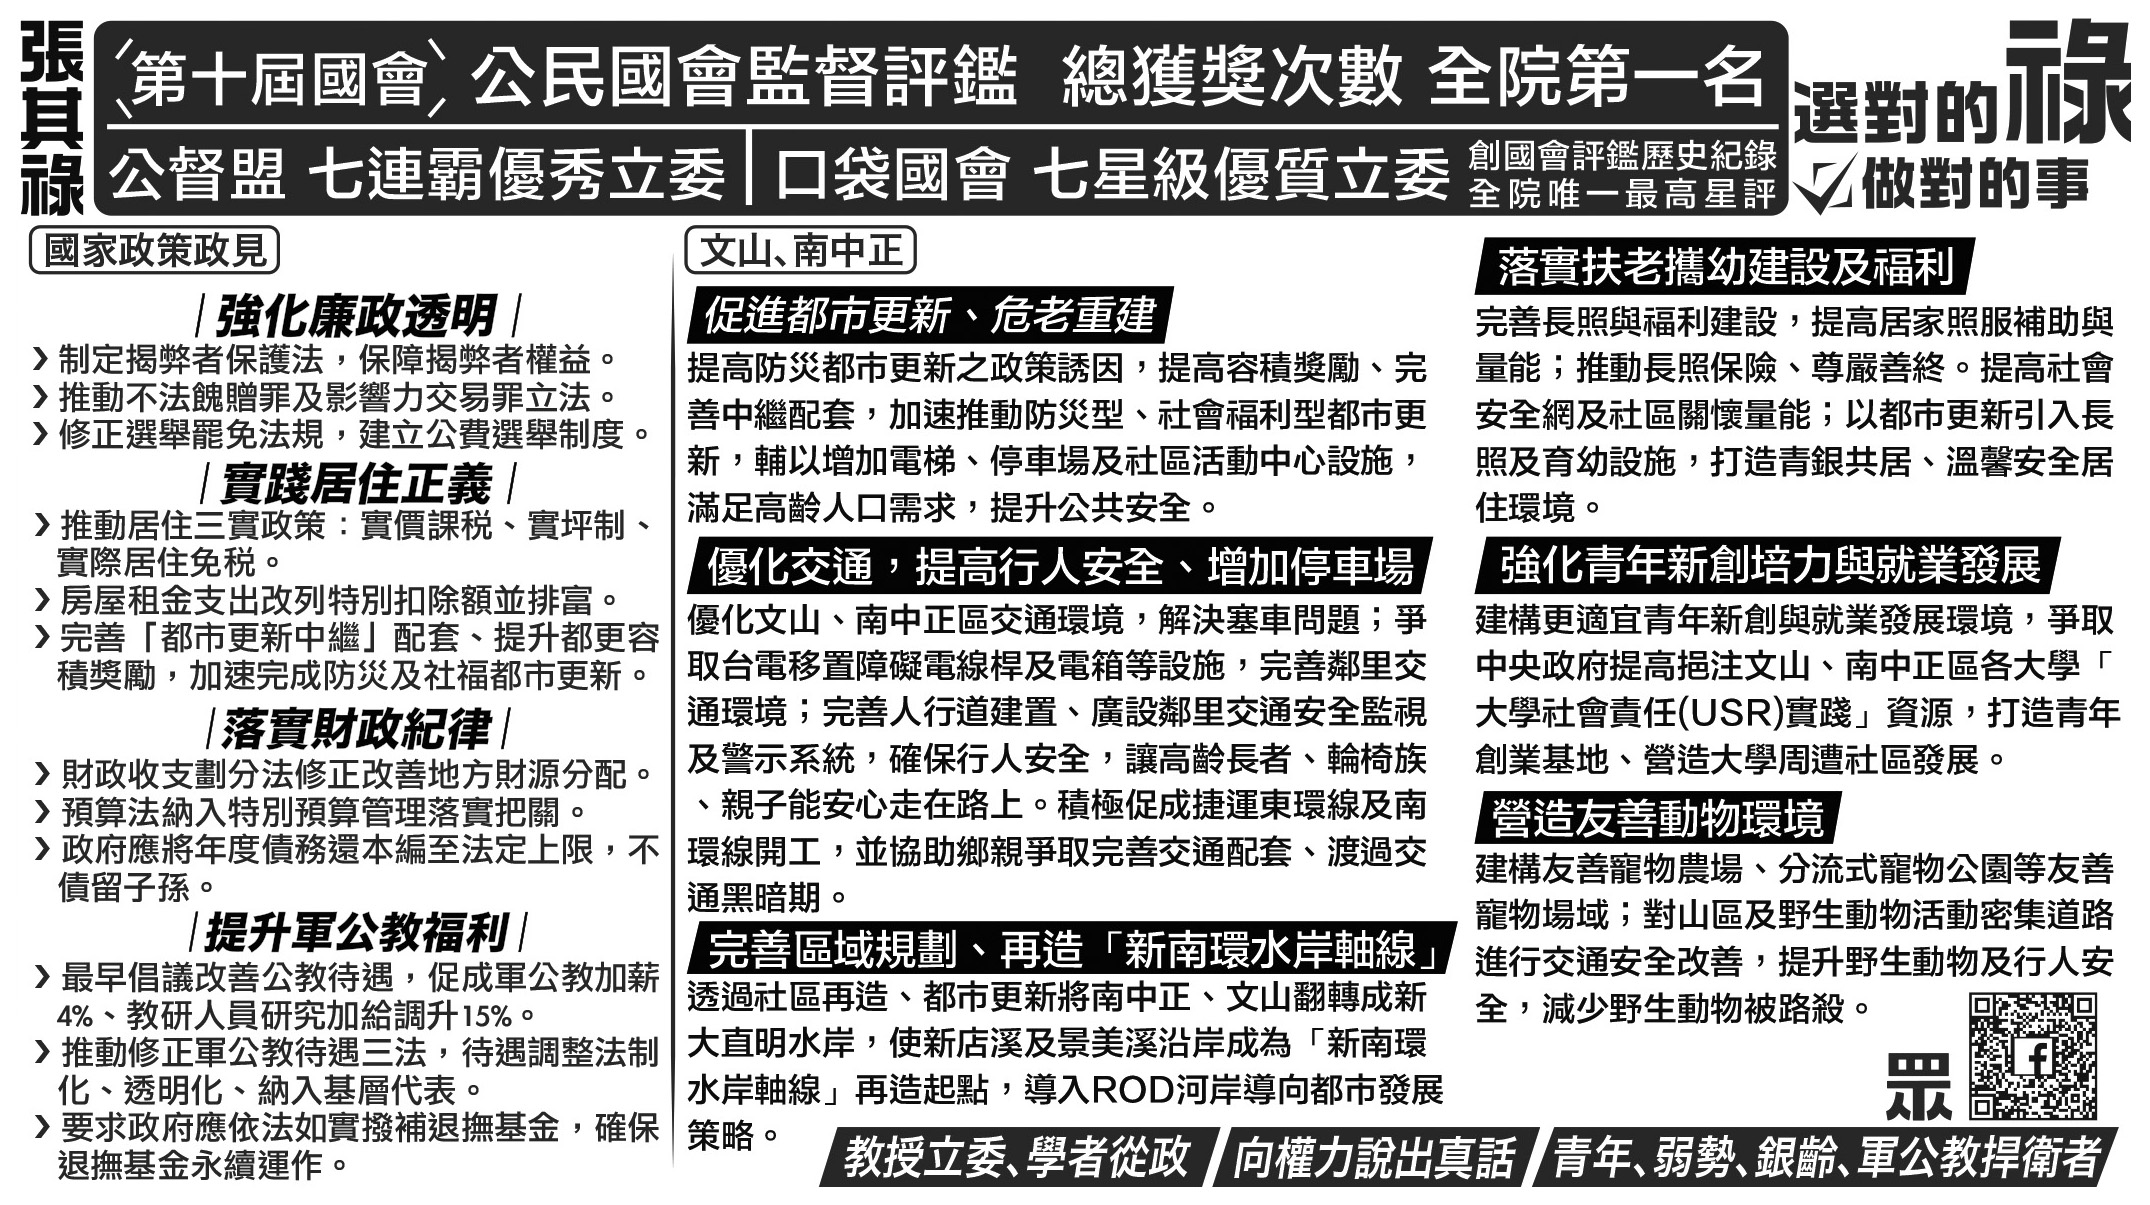 張其祿
第十屆國會 公民國會監督評鑑 總獲獎次數 全院第一名
公督盟 七連霸優秀立委
口袋國會 七星級優質立委
創國會評鑑歷史紀錄
全院唯一最高星評
選對的祿
做對的事
國家政策政見
強化廉政透明
制定揭弊者保護法，保障揭弊者權益。
推動不法餽贈罪及影響力交易罪立法。
修正選舉罷免法規，建立公費選舉制度。
實踐居住正義
推動居住三實政策：實價課稅、實坪制、
實際居住免稅。
房屋租金支出改列特別扣除額並排富。
完善「都市更新中繼」配套、提升都更容
積獎勵，加速完成防災及社福都市更新。
落實財政紀律
財政收支劃分法修正改善地方財源分配。
預算法納入特別預算管理落實把關。
政府應將年度債務還本編至法定上限，不
債留子孫。
提升軍公教福利
最早倡議改善公教待遇，促成軍公教加薪
4%、教研人員研究加給調升15%。
推動修正軍公教待遇三法，待遇調整法制
化、透明化、納入基層代表。
要求政府應依法如實撥補退撫基金，確保
退撫基金永續運作。
文山、南中正
促進都市更新、危老重建
提高防災都市更新之政策誘因，提高容積獎勵、完
善中繼配套，加速推動防災型、社會福利型都市更
新，輔以增加電梯、停車場及社區活動中心設施，
滿足高齡人口需求，提升公共安全。
優化交通，提高行人安全、增加停車場
優化文山、南中正區交通環境，解決塞車問題；爭
取台電移置障礙電線桿及電箱等設施，完善鄰里交
通環境；完善人行道建置、廣設鄰里交通安全監視
及警示系統，確保行人安全，讓高齡長者、輪椅族
、親子能安心走在路上。積極促成捷運東環線及南
環線開工，並協助鄉親爭取完善交通配套、渡過交
通黑暗期。
完善區域規劃、再造「新南環水岸軸線」
透過社區再造、都市更新將南中正、文山翻轉成新
大直明水岸，使新店溪及景美溪沿岸成為「新南環
水岸軸線」再造起點，導入ROD河岸導向都市發展
策略。
落實扶老攜幼建設及福利
完善長照與福利建設，提高居家照服補助與
量能；推動長照保險、尊嚴善終。提高社會
安全網及社區關懷量能；以都市更新引入長
照及育幼設施，打造青銀共居、溫馨安全居
住環境。
強化青年新創培力與就業發展
建構更適宜青年新創與就業發展環境，爭取
中央政府提高挹注文山、南中正區各大學「
大學社會責任(USR)實踐」資源，打造青年
創業基地、營造大學周遭社區發展。
營造友善動物環境
建構友善寵物農場、分流式寵物公園等友善
寵物場域；對山區及野生動物活動密集道路
進行交通安全改善，提升野生動物及行人安
全，減少野生動物被路殺。
眾
f
教授立委、學者從政
向權力說出真話
青年、弱勢、銀齡、軍公教捍衛者